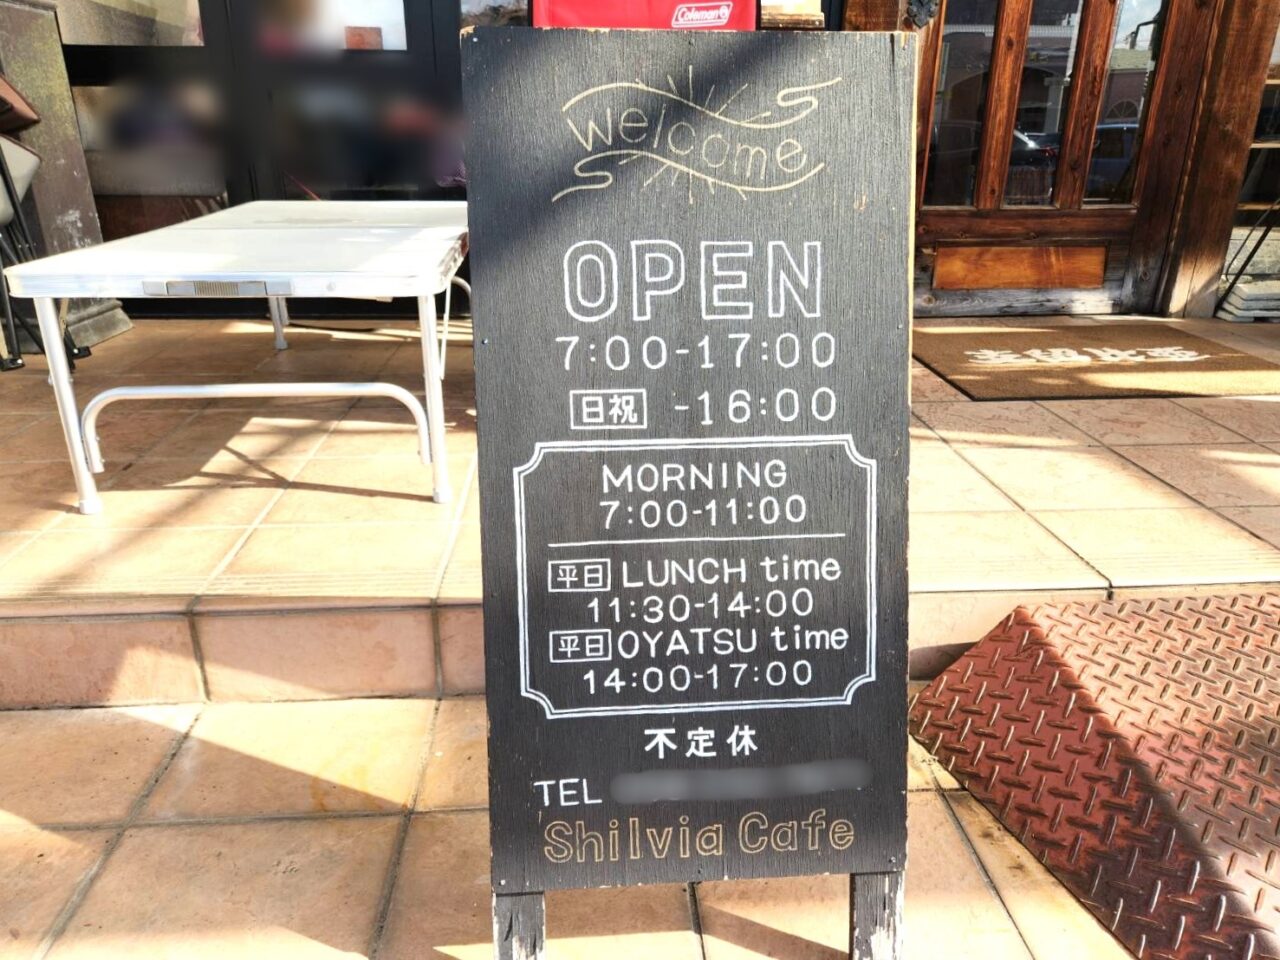 Coleman
welcome
OPEN
7:00-17:00
日祝 -16:00
MORNING
7:00-11:00
平日 LUNCH time
11:30-14:00
平日 OYATSU time
14:00-17:00
不定休
TEL
Shilvia Cafe